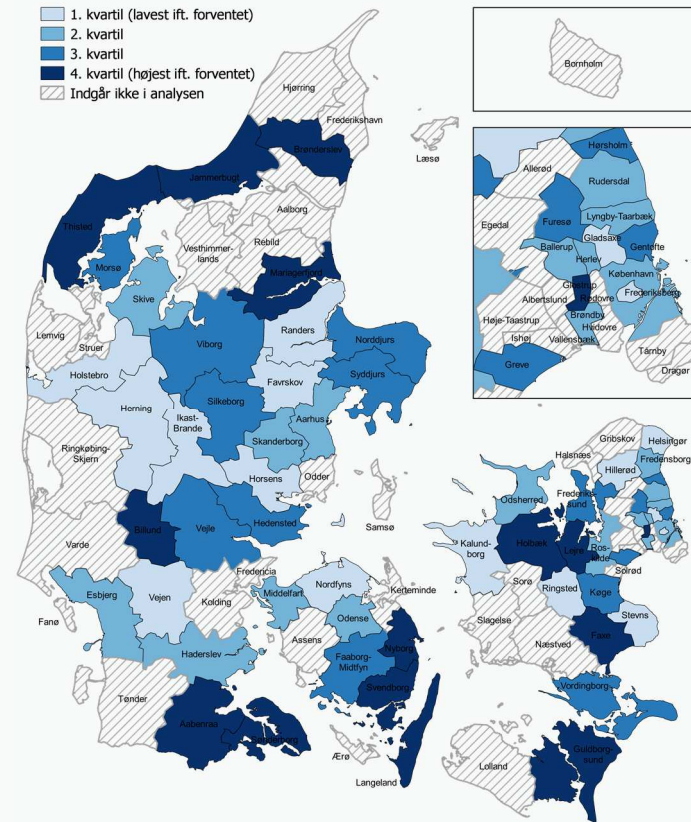 1. kvartil (lavest ift. forventet)
2. kvartil
3. kvartil
4. kvartil (højest ift. forventet)
Indgår ikke i analysen
Hjørring
Frederikshavn
Læsø
Brønderslev
Jammerbugt
Thisted
Aalborg
Vesthimmer-
lands
Rebild
Morsø
Mariagerfjord
Skive
Lemvig
Struer
Viborg
Randers
Norddjurs
Holstebro
Favrskov
Syddjurs
Silkeborg
Herning
Ikast-
Brande
Aarhus
Skanderborg
Ringkøbing-
Skjern
Horsens
Odder
Samsø
Hedensted
Billund
Vejle
Varde
Fredericia
Esbjerg
Vejen
Kolding
Middelfart
Nordfyns
Kerteminde
Fanø
Odense
Assens
Nyborg
Haderslev
Faaborg-
Midtfyn
Svendborg
Tønder
Aabenraa
Sønderborg
Ærø
Langeland
Bornholm
Hørsholm
Allerød
Rudersdal
Egedal
Furesø
Lyngby-Taarbæk
Gladsaxe
Ballerup
Herlev
Gentofte
København
Glostrup
Frederiksberg
Albertslund
Rødovre
Høje-Taastrup
Brøndby
Hvidovre
Ishøj
Vallensbæk
Tårnby
Dragør
Greve
Gribskov
Helsingør
Halsnæs
Fredensborg
Hillerød
Odsherred
Frederiks-
sund
Kalund-
borg
Holbæk
Lejre
Ros-
kilde
Solrød
Sorø
Ringsted
Køge
Stevns
Slagelse
Næstved
Faxe
Vordingborg
Guldborg-
sund
Lolland